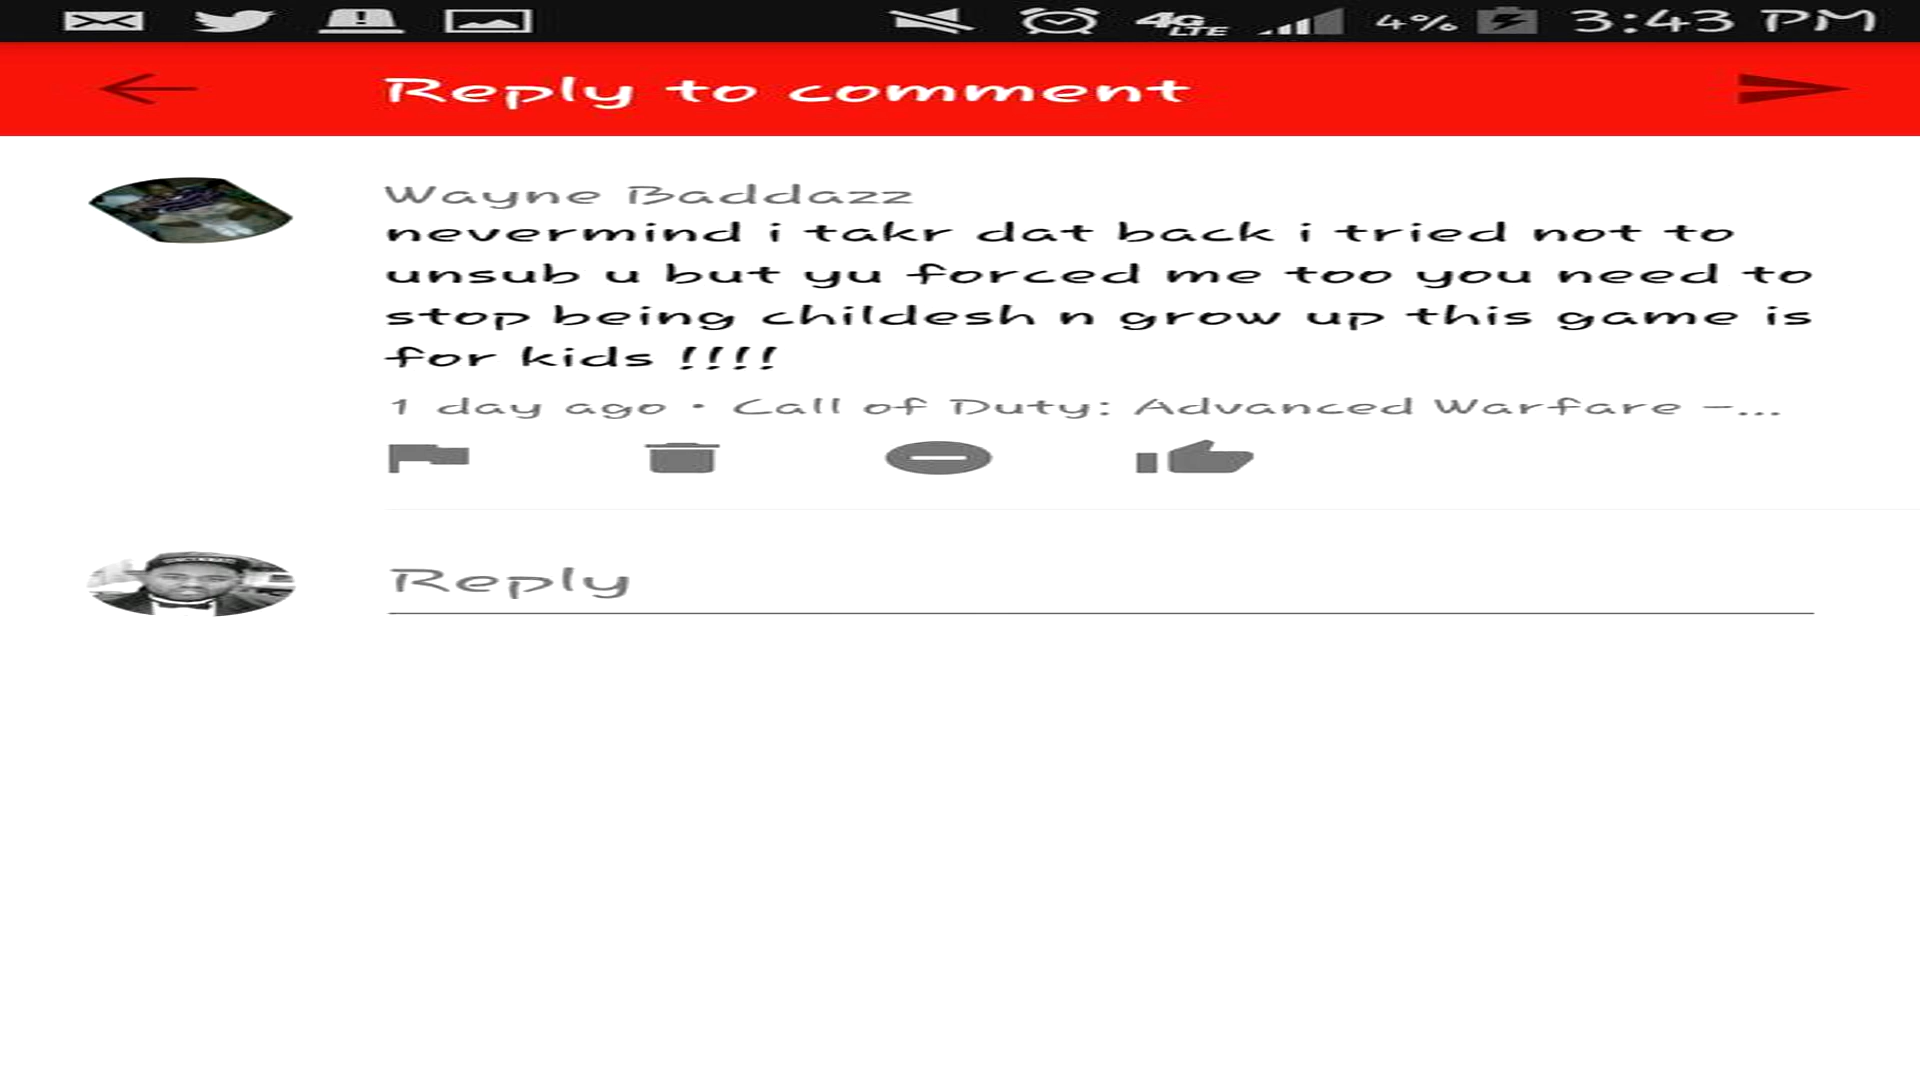 4G LTE 4% 3:43 PM
Reply to comment
Wayne Baddazz
nevermind i takr dat back i tried not to
unsub u but yu forced me too you need to
stop being childesh n grow up this game is
for kids !!!!
1 day ago • Call of Duty: Advanced Warfare –...
Reply